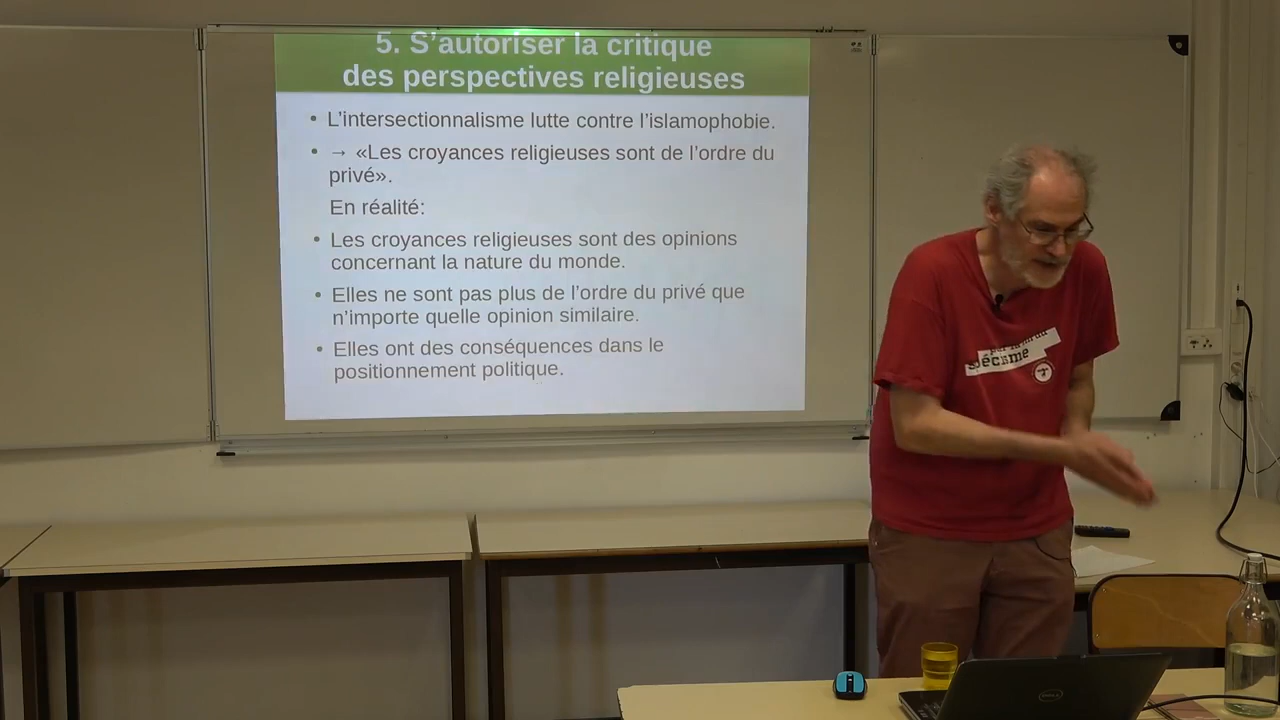 5. S'autoriser la critique
des perspectives religieuses
• L'intersectionnalisme lutte contre l'islamophobie.
• → «Les croyances religieuses sont de l'ordre du
privé».
En réalité:
• Les croyances religieuses sont des opinions
concernant la nature du monde.
• Elles ne sont pas plus de l'ordre du privé que
n'importe quelle opinion similaire.
• Elles ont des conséquences dans le
positionnement politique.
spécisme
DELL